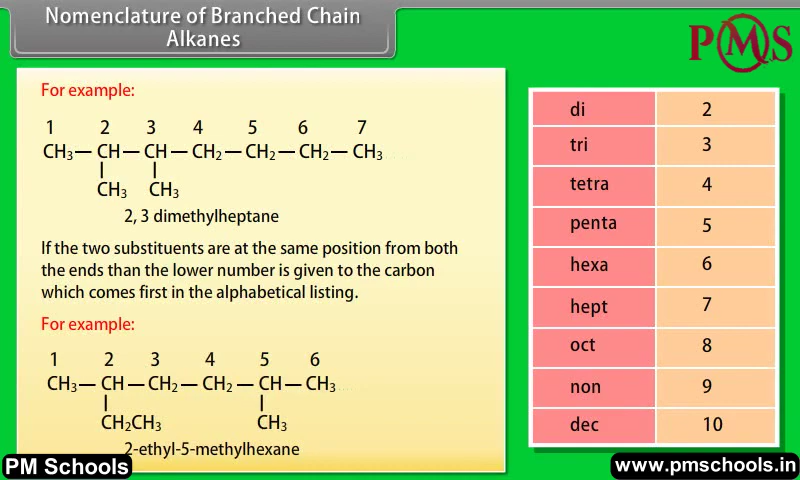 Nomenclature of Branched Chain
Alkanes
PMS
For example:
1 2 3 4 5 6 7
CH₃— CH — CH — CH₂ — CH₂ — CH₂ — CH₃
CH₃ CH₃
2, 3 dimethylheptane
If the two substituents are at the same position from both
the ends than the lower number is given to the carbon
which comes first in the alphabetical listing.
For example:
1 2 3 4 5 6
CH₃— CH — CH₂ — CH₂ — CH — CH₃
CH₂CH₃ CH₃
2-ethyl-5-methylhexane
di 2
tri 3
tetra 4
penta 5
hexa 6
hept 7
oct 8
non 9
dec 10
PM Schools
www.pmschools.in